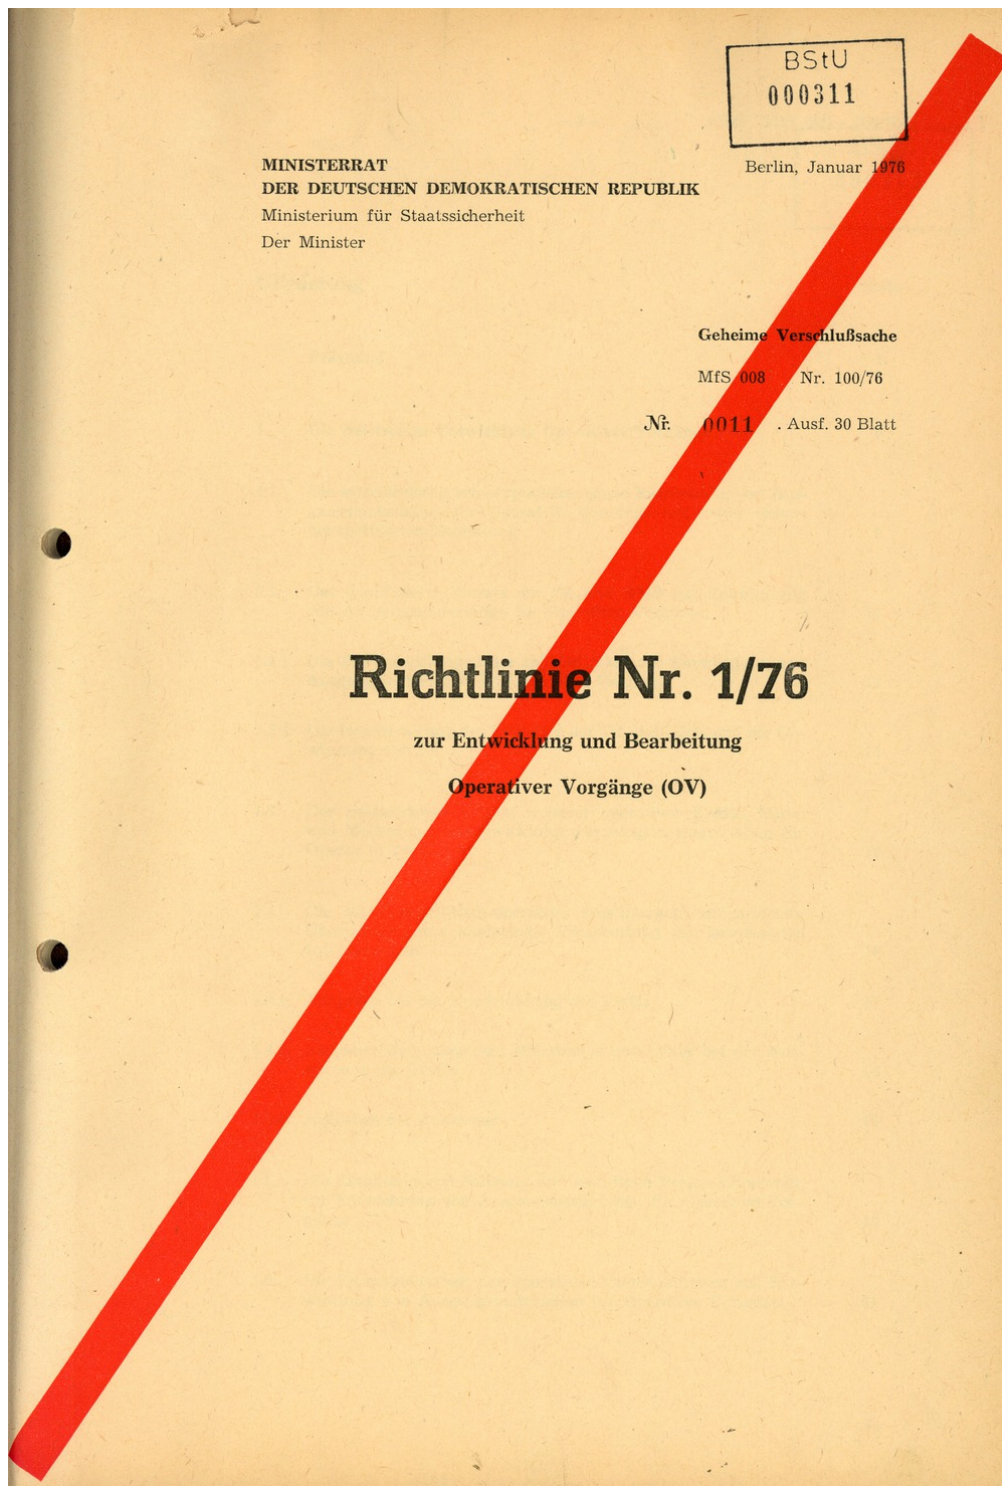 BStU
000311
Berlin, Januar 1976
MINISTERRAT
DER DEUTSCHEN DEMOKRATISCHEN REPUBLIK
Ministerium für Staatssicherheit
Der Minister
Geheime Verschlußsache
MfS 008 Nr. 100/76
Nr. 0011 . Ausf. 30 Blatt
Richtlinie Nr. 1/76
zur Entwicklung und Bearbeitung
Operativer Vorgänge (OV)